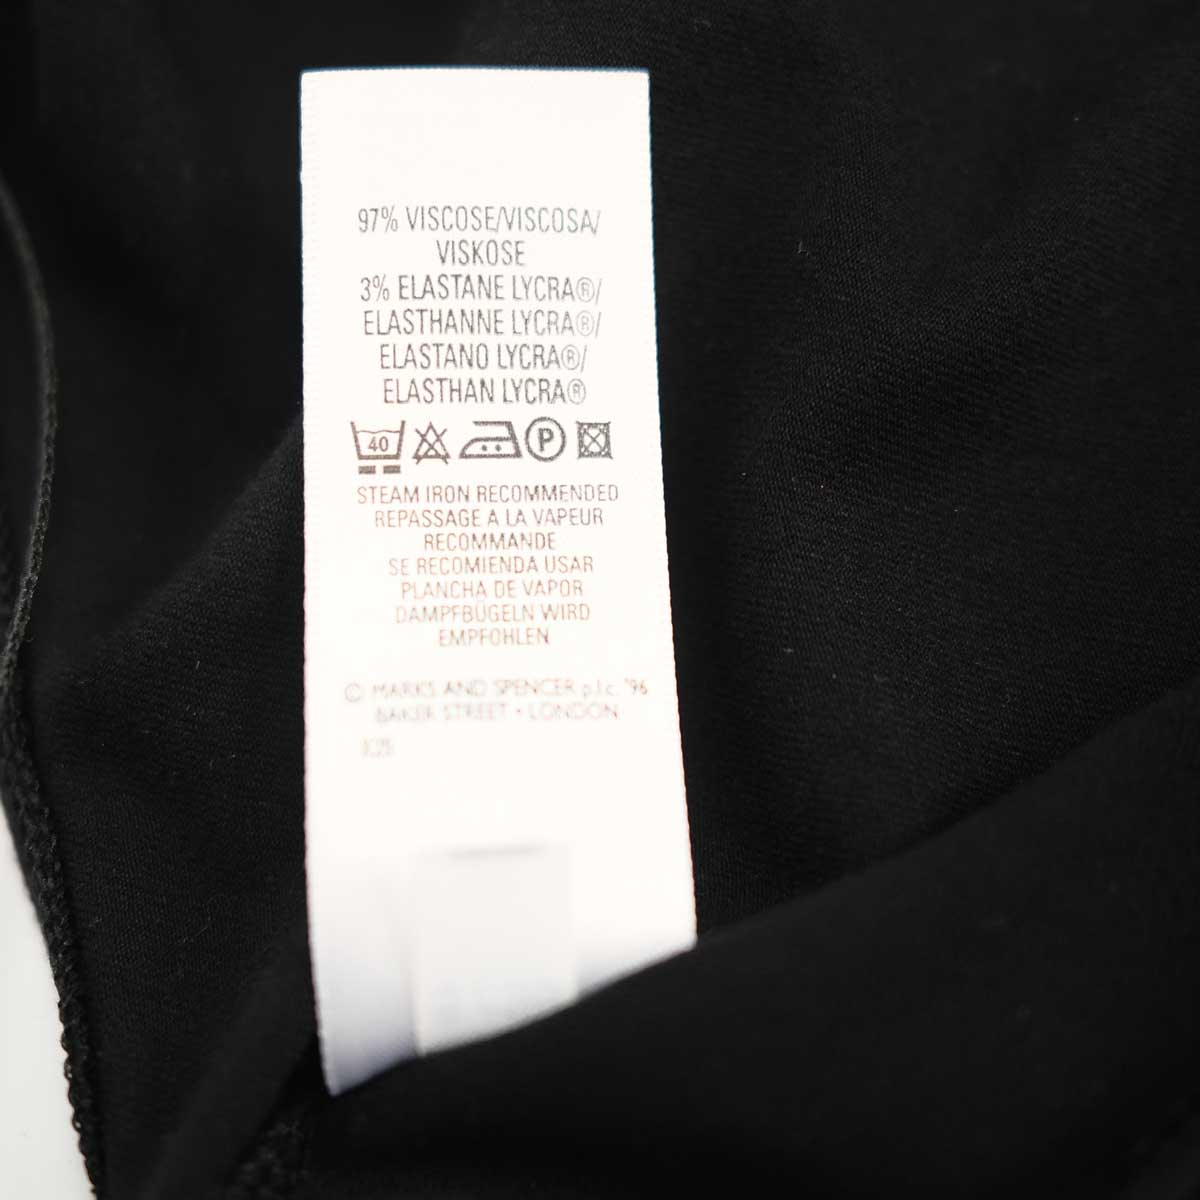 97% VISCOSE/VISCOSA/
VISKOSE
3% ELASTANE LYCRA®/
ELASTHANNE LYCRA®/
ELASTANO LYCRA®/
ELASTHAN LYCRA®
40 P
STEAM IRON RECOMMENDED
REPASSAGE A LA VAPEUR
RECOMMANDE
SE RECOMIENDA USAR
PLANCHA DE VAPOR
DAMPFBÜGELN WIRD
EMPFOHLEN
© MARKS AND SPENCER p.l.c. '96
BAKER STREET • LONDON